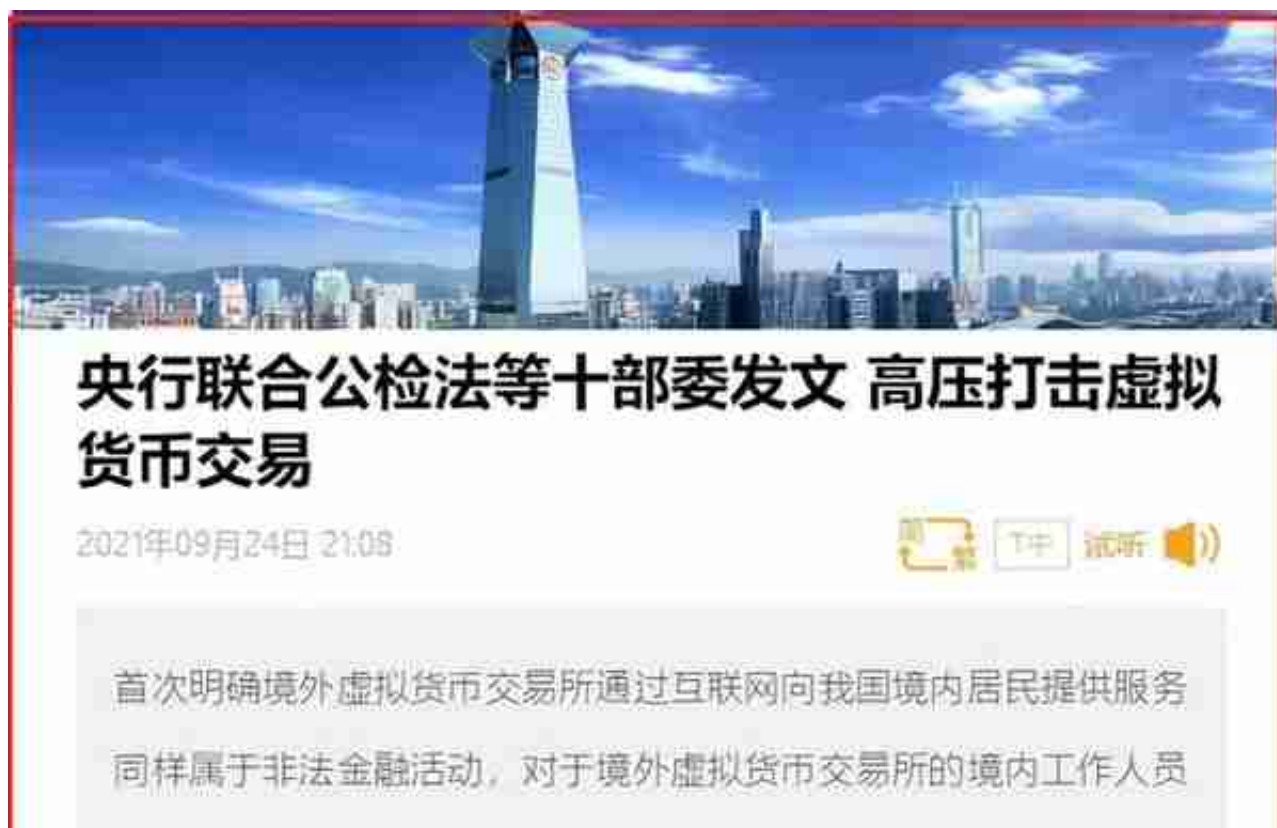 央行联合公检法等十部委发文 高压打击虚拟
货币交易
2021年09月24日 21:08
简 繁 T中 试听
首次明确境外虚拟货币交易所通过互联网向我国境内居民提供服务
同样属于非法金融活动，对于境外虚拟货币交易所的境内工作人员